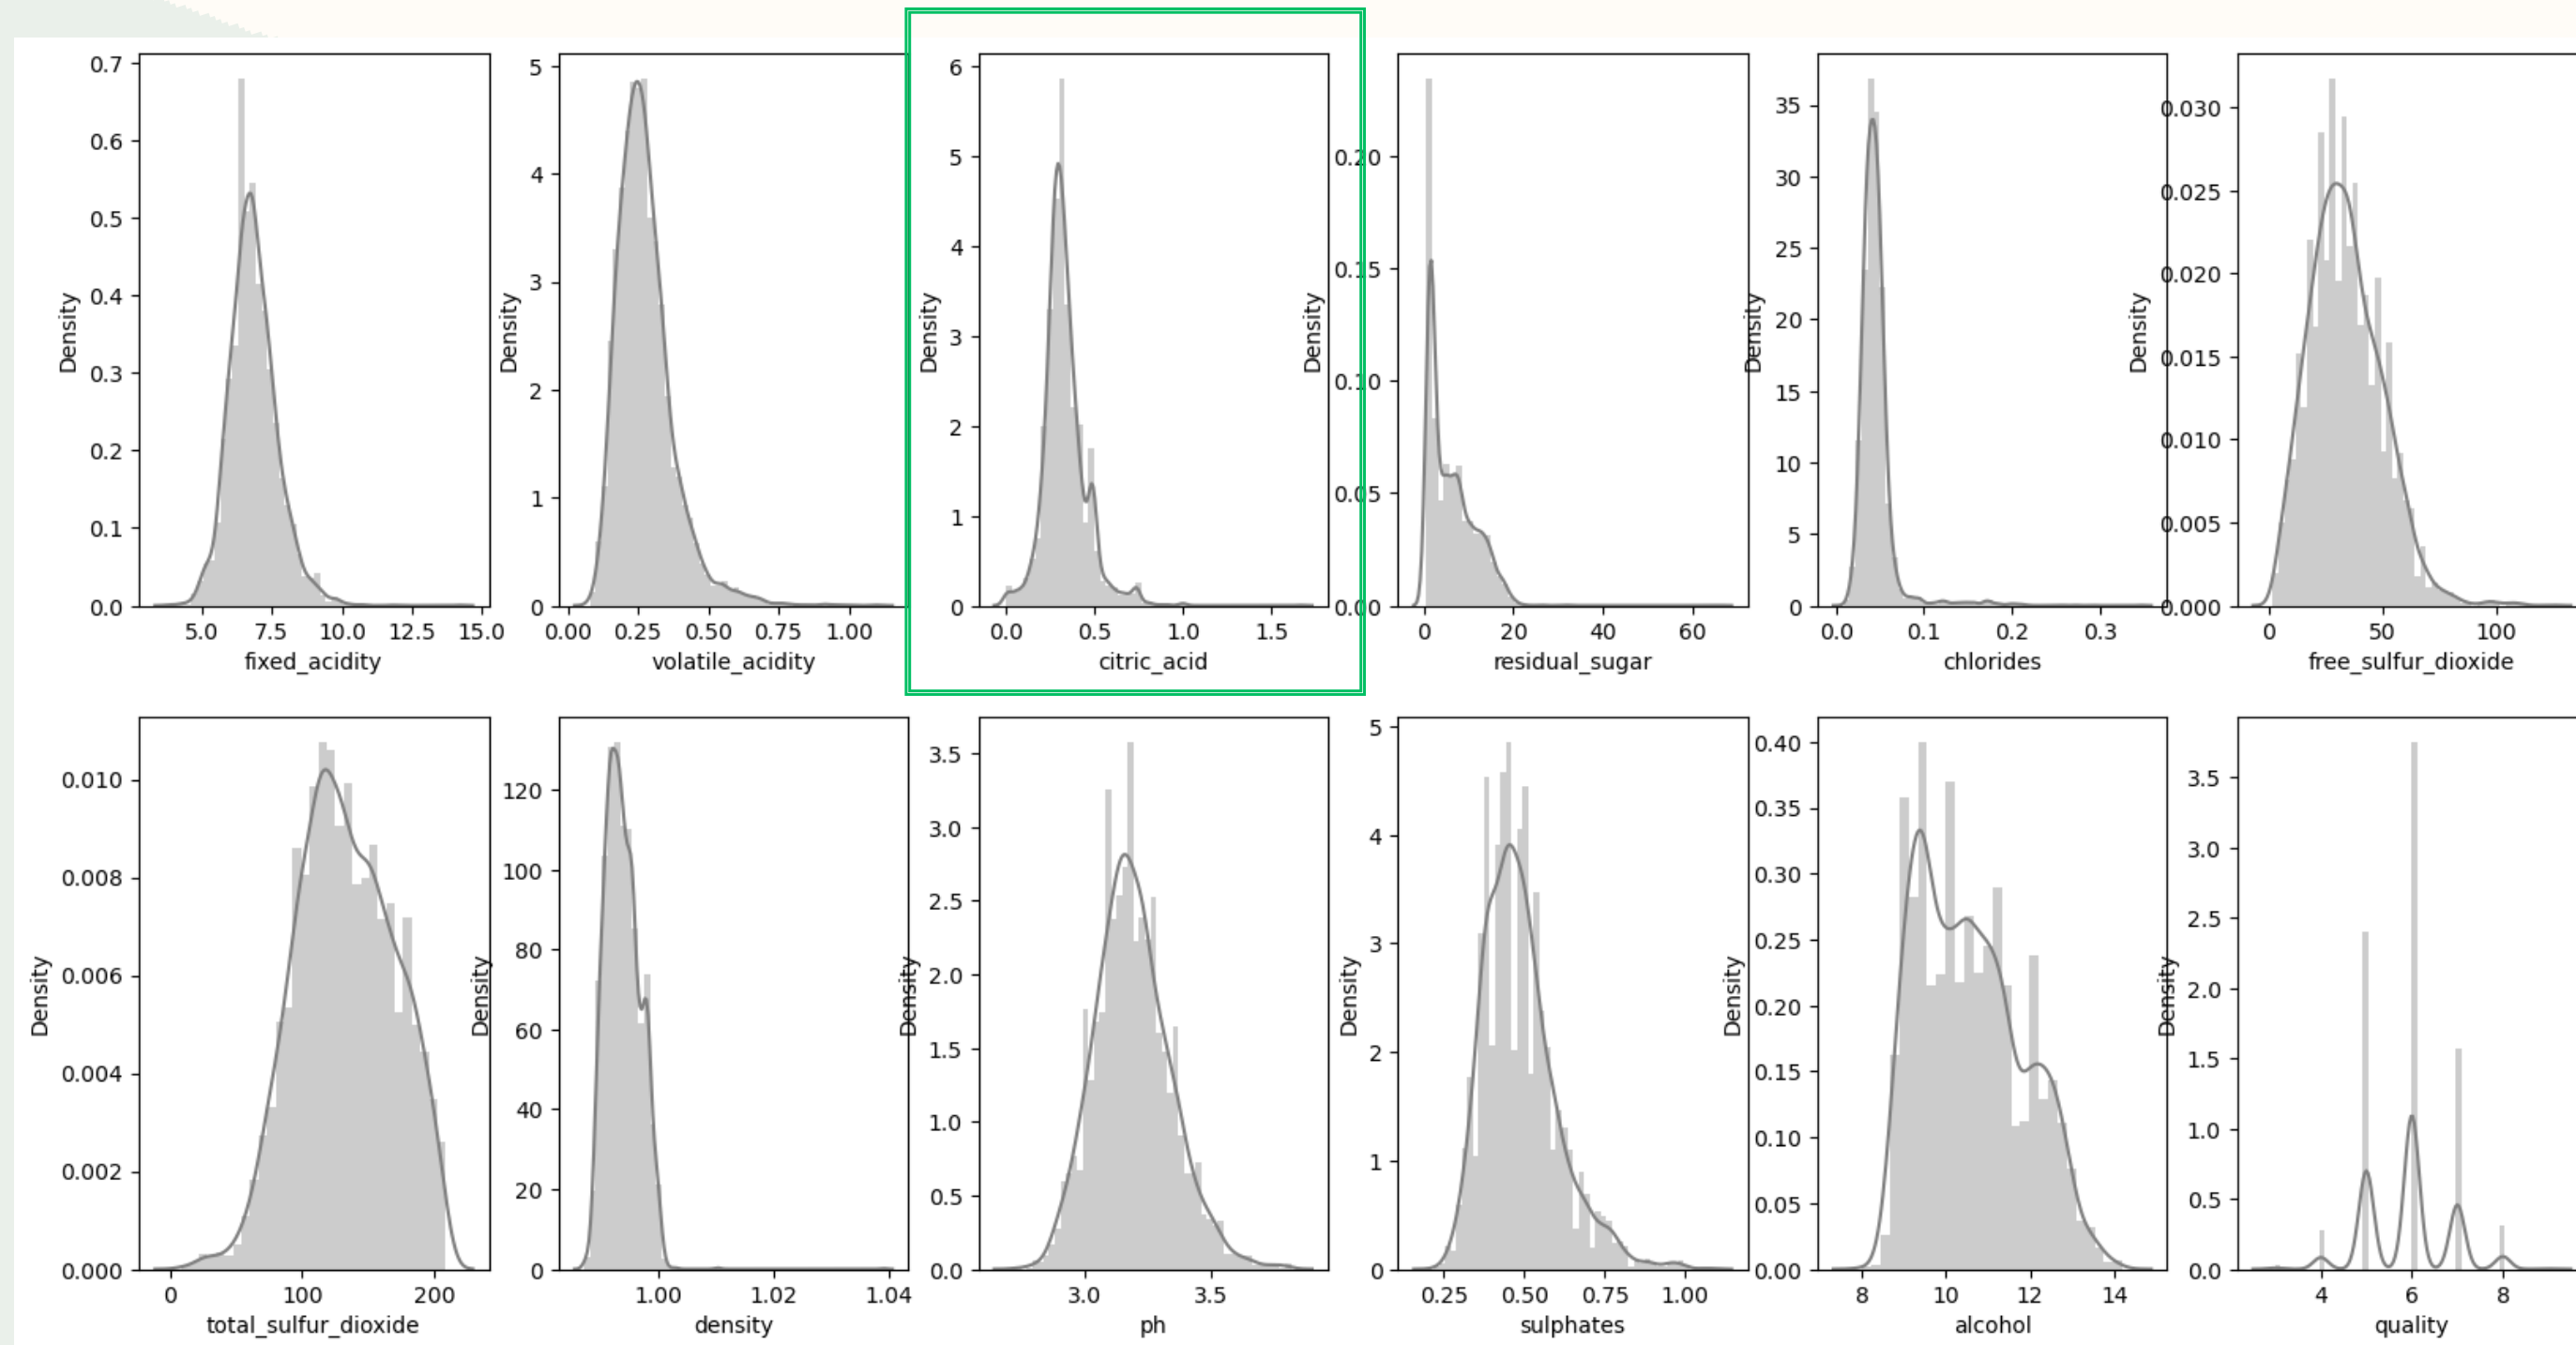 0.7
0.6
0.5
0.4
0.3
0.2
0.1
0.0
Density
5.0 7.5 10.0 12.5 15.0
fixed_acidity
5
4
3
2
1
0
Density
0.00 0.25 0.50 0.75 1.00
volatile_acidity
6
5
4
3
2
1
0
Density
0.0 0.5 1.0 1.5
citric_acid
0.20
0.15
0.10
0.05
0.00
Density
0 20 40 60
residual_sugar
35
30
25
20
15
10
5
0
Density
0.0 0.1 0.2 0.3
chlorides
0.030
0.025
0.020
0.015
0.010
0.005
0.000
Density
0 50 100
free_sulfur_dioxide
0.010
0.008
0.006
0.004
0.002
0.000
Density
0 100 200
total_sulfur_dioxide
120
100
80
60
40
20
0
Density
1.00 1.02 1.04
density
3.5
3.0
2.5
2.0
1.5
1.0
0.5
0.0
Density
3.0 3.5
ph
5
4
3
2
1
0
Density
0.25 0.50 0.75 1.00
sulphates
0.40
0.35
0.30
0.25
0.20
0.15
0.10
0.05
0.00
Density
8 10 12 14
alcohol
3.5
3.0
2.5
2.0
1.5
1.0
0.5
0.0
Density
4 6 8
quality